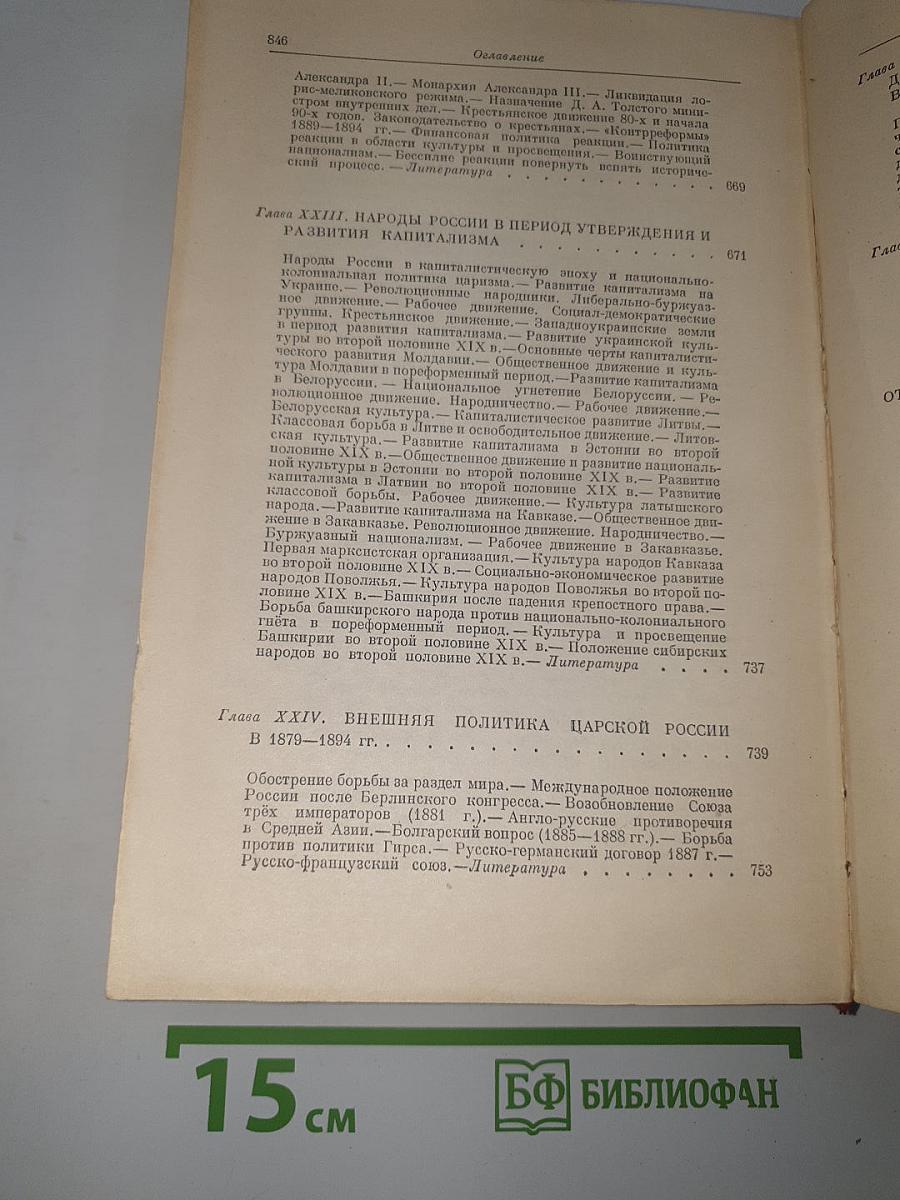 846
Оглавление
Александра II.— Монархия Александра III.— Ликвидация ло-
рис-меликовского режима.— Назначение Д. А. Толстого мини-
стром внутренних дел.— Крестьянское движение 80-х и начала
90-х годов. Законодательство о крестьянах.— «Контрреформы»
1889—1894 гг.— Финансовая политика реакции.— Политика
реакции в области культуры и просвещения.— Воинствующий
национализм.— Бессилие реакции повернуть вспять историче-
ский процесс. — Литература . . . . . . . . . . . . 669
Глава XXIII. НАРОДЫ РОССИИ В ПЕРИОД УТВЕРЖДЕНИЯ И
РАЗВИТИЯ КАПИТАЛИЗМА . . . . . . . . . . . 671
Народы России в капиталистическую эпоху и национально-
колониальная политика царизма.— Развитие капитализма на
Украине.— Революционные народники. Либерально-буржуаз-
ное движение.— Рабочее движение. Социал-демократические
группы. Крестьянское движение.— Западноукраинские земли
в период развития капитализма.— Развитие украинской куль-
туры во второй половине XIX в.—Основные черты капиталисти-
ческого развития Молдавии.— Общественное движение и куль-
тура Молдавии в пореформенный период.—Развитие капитализма
в Белоруссии. — Национальное угнетение Белоруссии. — Ре-
волюционное движение. Народничество.— Рабочее движение.—
Белорусская культура.— Капиталистическое развитие Литвы.—
Классовая борьба в Литве и освободительное движение.— Литов-
ская культура.— Развитие капитализма в Эстонии во второй
половине XIX в.—Общественное движение и развитие националь-
ной культуры в Эстонии во второй половине XIX в.— Развитие
капитализма в Латвии во второй половине XIX в.— Развитие
классовой борьбы. Рабочее движение.— Культура латышского
народа.—Развитие капитализма на Кавказе.—Общественное дви-
жение в Закавказье. Революционное движение. Народничество.—
Буржуазный национализм. — Рабочее движение в Закавказье.
Первая марксистская организация.— Культура народов Кавказа
во второй половине XIX в.— Социально-экономическое развитие
народов Поволжья.— Культура народов Поволжья во второй по-
ловине XIX в.—Башкирия после падения крепостного права.—
Борьба башкирского народа против национально-колониального
гнёта в пореформенный период. — Культура и просвещение
Башкирии во второй половине XIX в.— Положение сибирских
народов во второй половине XIX в.— Литература . . . . 737
Глава XXIV. ВНЕШНЯЯ ПОЛИТИКА ЦАРСКОЙ РОССИИ
В 1879—1894 гг. . . . . . . . . . . . . . . . . . . 739
Обострение борьбы за раздел мира.— Международное положение
России после Берлинского конгресса.— Возобновление Союза
трёх императоров (1881 г.).— Англо-русские противоречия
в Средней Азии.—Болгарский вопрос (1885—1888 гг.).— Борьба
против политики Гирса.— Русско-германский договор 1887 г.—
Русско-французский союз.—Литература . . . . . . . . 753
Глава
15 см
БФ БИБЛИОФАН